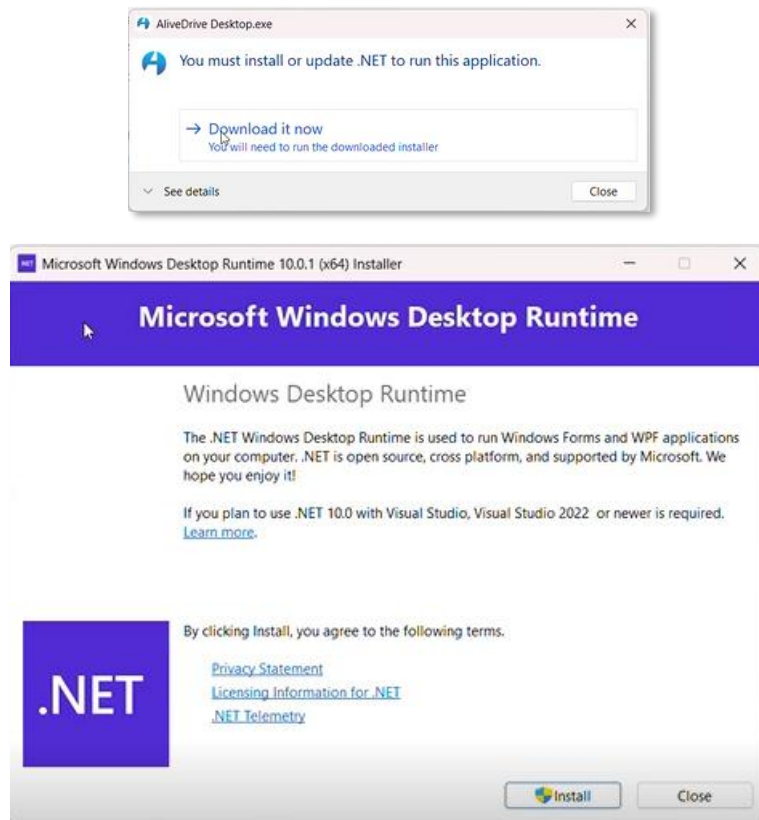 AliveDrive Desktop.exe
You must install or update .NET to run this application.
Download it now
You will need to run the downloaded installer
See details
Close
.NET
Microsoft Windows Desktop Runtime 10.0.1 (x64) Installer
Microsoft Windows Desktop Runtime
Windows Desktop Runtime
The .NET Windows Desktop Runtime is used to run Windows Forms and WPF applications
on your computer. .NET is open source, cross platform, and supported by Microsoft. We
hope you enjoy it!
If you plan to use .NET 10.0 with Visual Studio, Visual Studio 2022 or newer is required.
Learn more.
By clicking Install, you agree to the following terms.
Privacy Statement
Licensing Information for .NET
.NET Telemetry
.NET
Install
Close